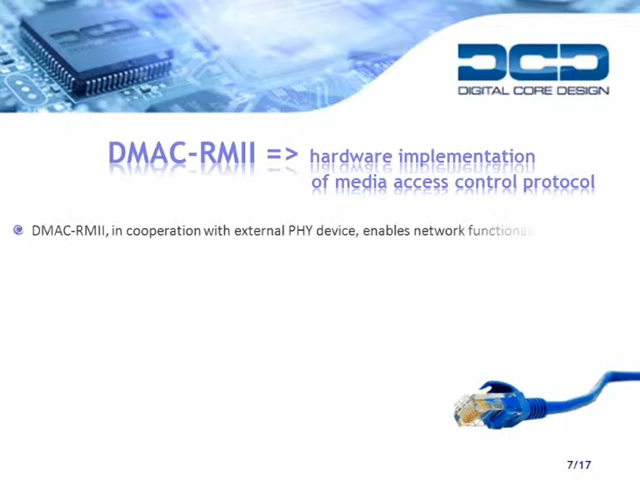 DCD
DIGITAL CORE DESIGN
DMAC-RMII => hardware implementation
of media access control protocol
DMAC-RMII, in cooperation with external PHY device, enables network
7/17